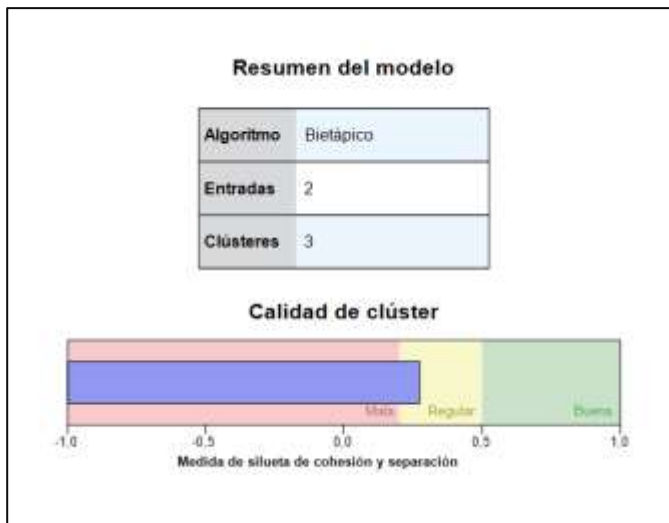 Resumen del modelo
Algoritmo Bietápico
Entradas 2
Clústeres 3
Calidad de clúster
Mala Regular Buena
-1,0 -0,5 0,0 0,5 1,0
Medida de silueta de cohesión y separación